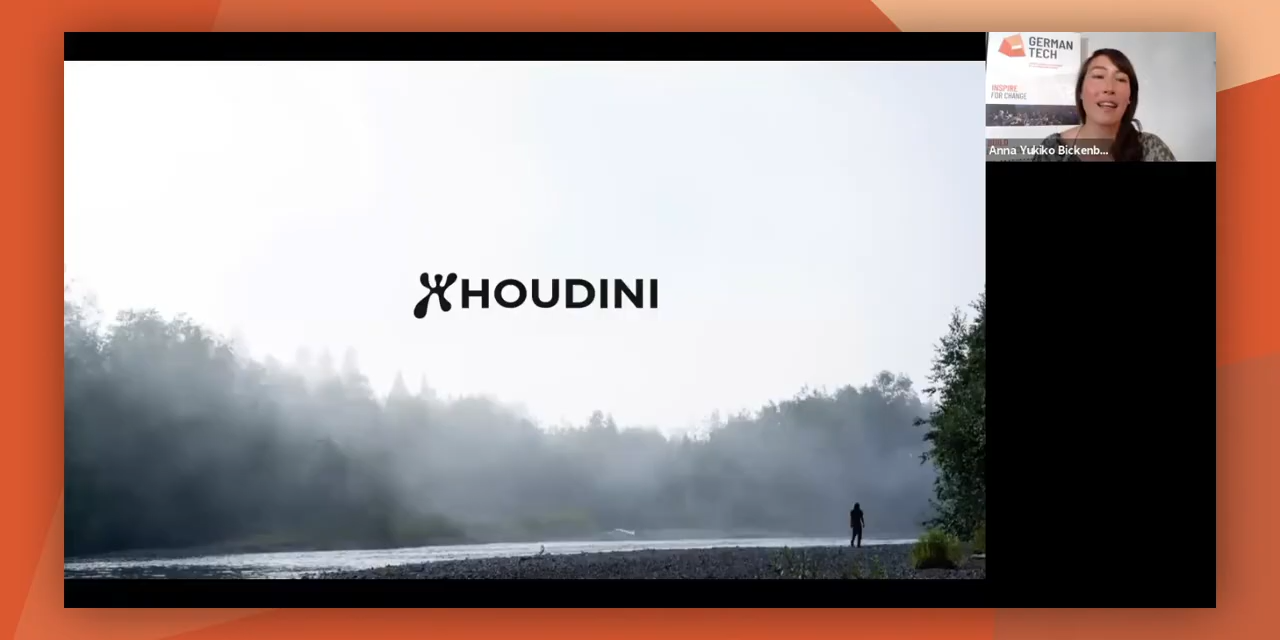 HOUDINI
GERMAN
TECH
INSPIRE
FOR CHANGE
Anna Yukiko Bickenb...